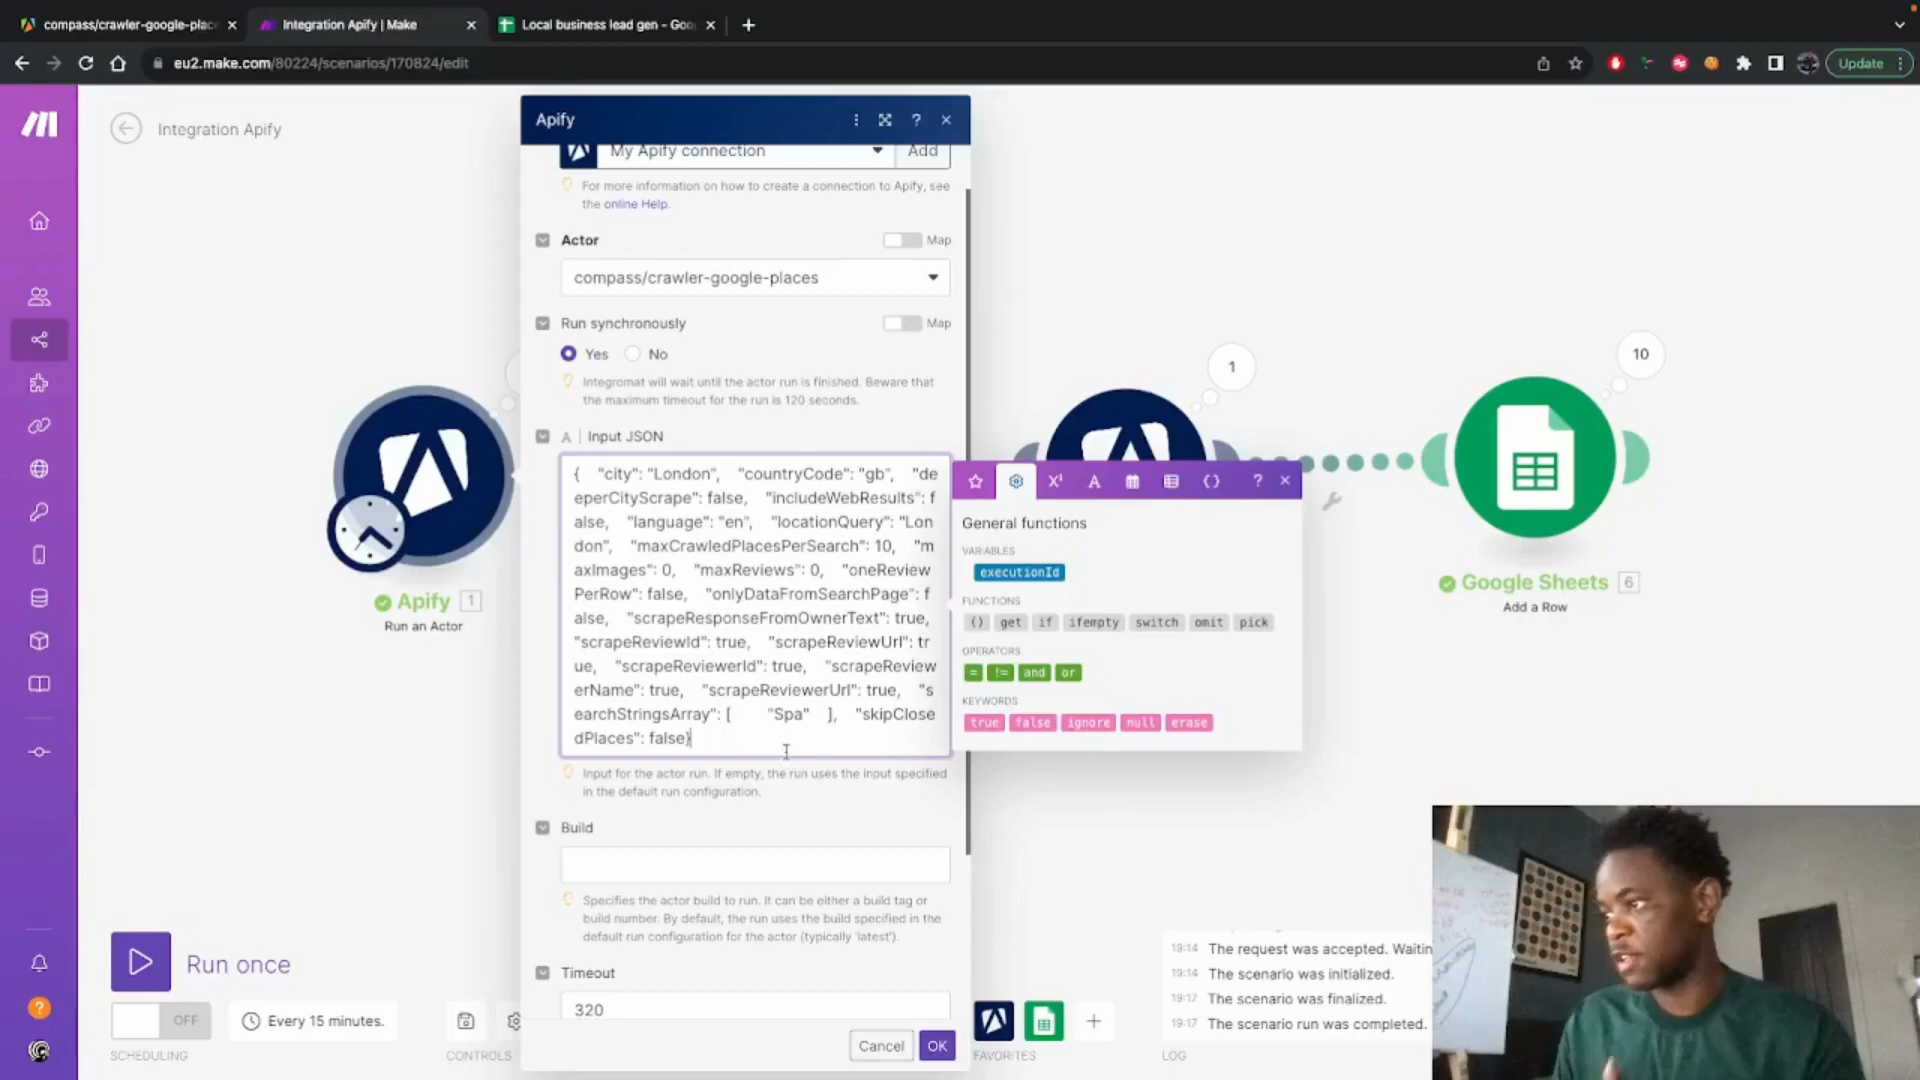 compass/crawler-google-plac
Integration Apify | Make
Local business lead gen - Goo
eu2.make.com/80224/scenarios/170824/edit
Update
Integration Apify
Apify
My Apify connection
Add
For more information on how to create a connection to Apify, see
the online Help.
Actor
Map
compass/crawler-google-places
Run synchronously
Map
Yes
No
Integromat will wait until the actor run is finished. Beware that
the maximum timeout for the run is 120 seconds.
A | Input JSON
{ "city": "London", "countryCode": "gb", "de
eperCityScrape": false, "includeWebResults": f
alse, "language": "en", "locationQuery": "Lon
don", "maxCrawledPlacesPerSearch": 10, "m
axImages": 0, "maxReviews": 0, "oneReview
PerRow": false, "onlyDataFromSearchPage": f
alse, "scrapeResponseFromOwnerText": true,
"scrapeReviewId": true, "scrapeReviewUrl": tr
ue, "scrapeReviewerId": true, "scrapeReview
erName": true, "scrapeReviewerUrl": true, "s
earchStringsArray": [ "Spa" ], "skipClose
dPlaces": false}
Input for the actor run. If empty, the run uses the input specified
in the default run configuration.
Build
Specifies the actor build to run. It can be either a build tag or
build number. By default, the run uses the build specified in the
default run configuration for the actor (typically 'latest').
Timeout
320
Cancel
OK
General functions
VARIABLES
executionId
FUNCTIONS
() get if ifempty switch omit pick
OPERATORS
= != and or
KEYWORDS
true false ignore null erase
1
10
Apify 1
Run an Actor
Google Sheets 6
Add a Row
Run once
OFF
Every 15 minutes.
SCHEDULING
CONTROLS
FAVORITES
LOG
19:14 The request was accepted. Waitin
19:14 The scenario was initialized.
19:17 The scenario was finalized.
19:17 The scenario run was completed.